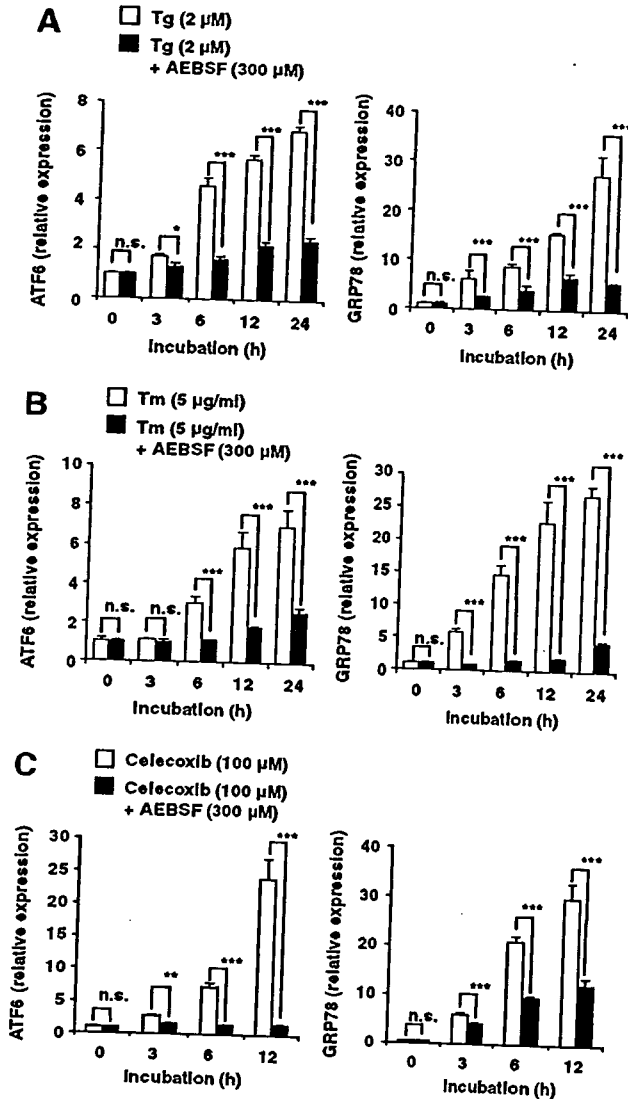 A
Tg (2 µM)
Tg (2 µM)
+ AEBSF (300 µM)
ATF6 (relative expression)
8
6
4
2
0
n.s.
*
***
***
***
0 3 6 12 24
Incubation (h)
GRP78 (relative expression)
40
30
20
10
0
n.s.
***
***
***
***
0 3 6 12 24
Incubation (h)
B
Tm (5 µg/ml)
Tm (5 µg/ml)
+ AEBSF (300 µM)
ATF6 (relative expression)
10
8
6
4
2
0
n.s.
n.s.
***
***
***
0 3 6 12 24
Incubation (h)
GRP78 (relative expression)
30
25
20
15
10
5
0
n.s.
***
***
***
***
0 3 6 12 24
Incubation (h)
C
Celecoxib (100 µM)
Celecoxib (100 µM)
+ AEBSF (300 µM)
ATF6 (relative expression)
30
25
20
15
10
5
0
n.s.
**
***
***
0 3 6 12
Incubation (h)
GRP78 (relative expression)
40
30
20
10
0
n.s.
***
***
***
0 3 6 12
Incubation (h)